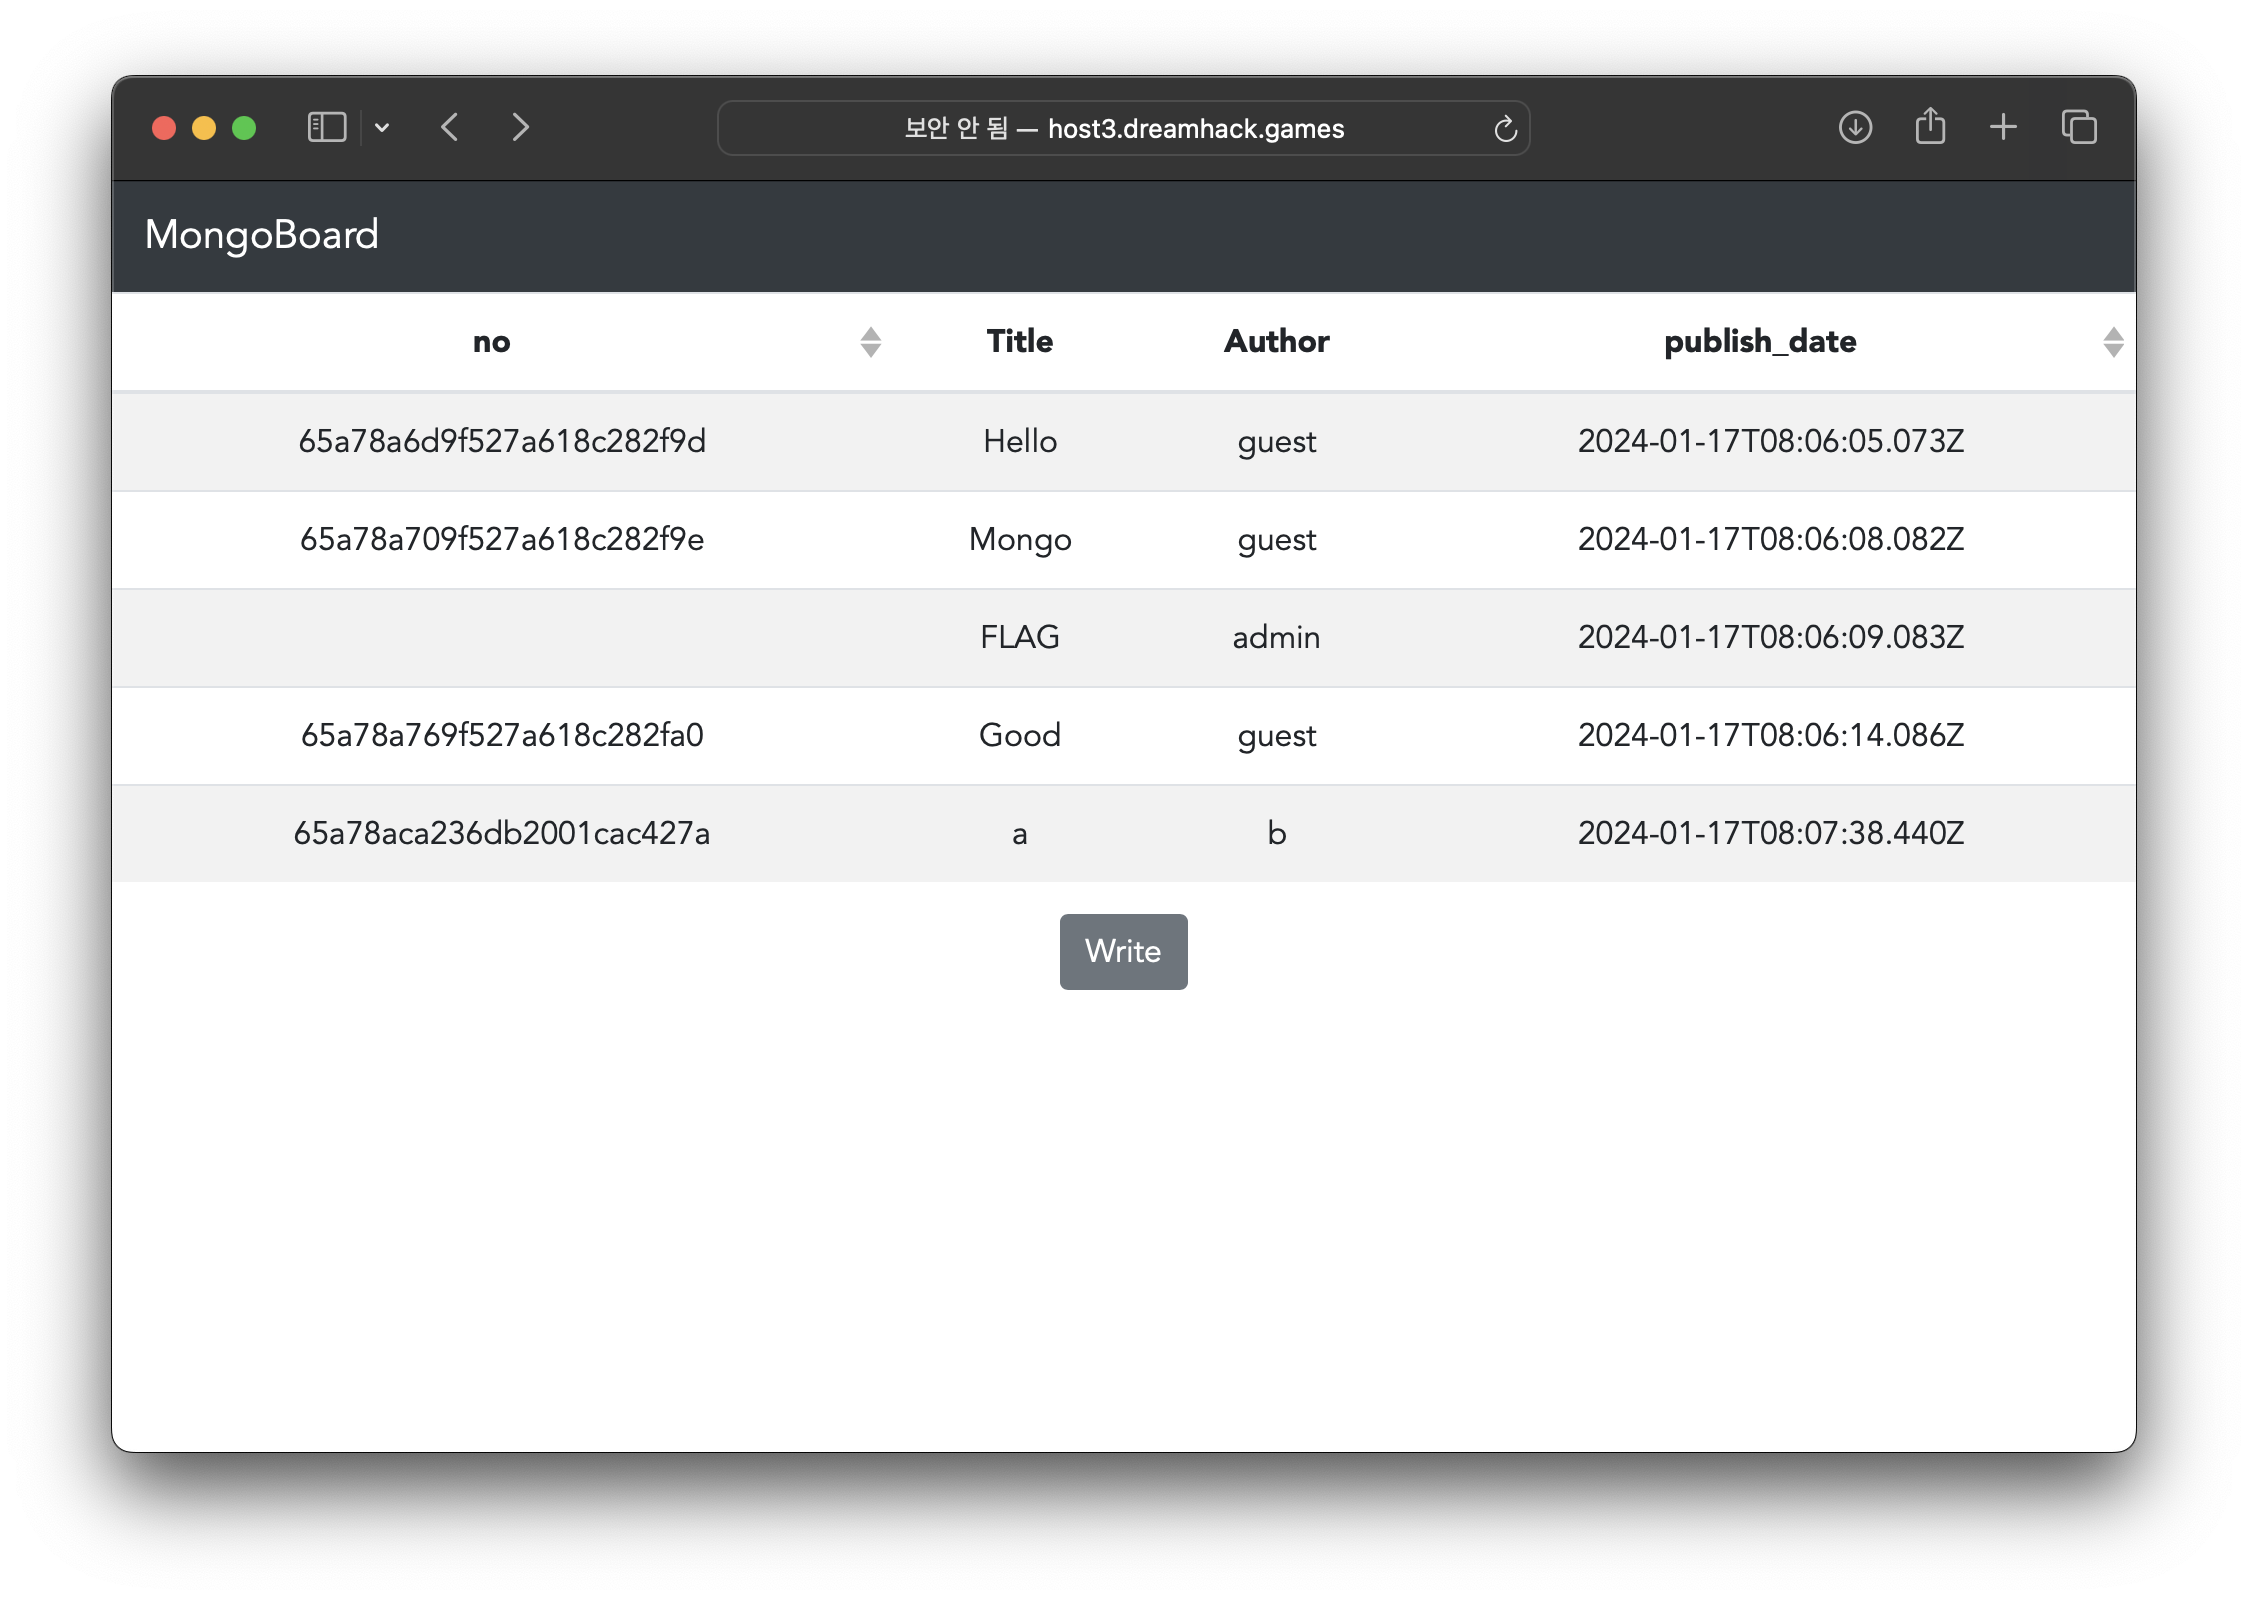 보안 안 됨 — host3.dreamhack.games
MongoBoard
no Title Author publish_date
65a78a6d9f527a618c282f9d Hello guest 2024-01-17T08:06:05.073Z
65a78a709f527a618c282f9e Mongo guest 2024-01-17T08:06:08.082Z
FLAG admin 2024-01-17T08:06:09.083Z
65a78a769f527a618c282fa0 Good guest 2024-01-17T08:06:14.086Z
65a78aca236db2001cac427a a b 2024-01-17T08:07:38.440Z
Write